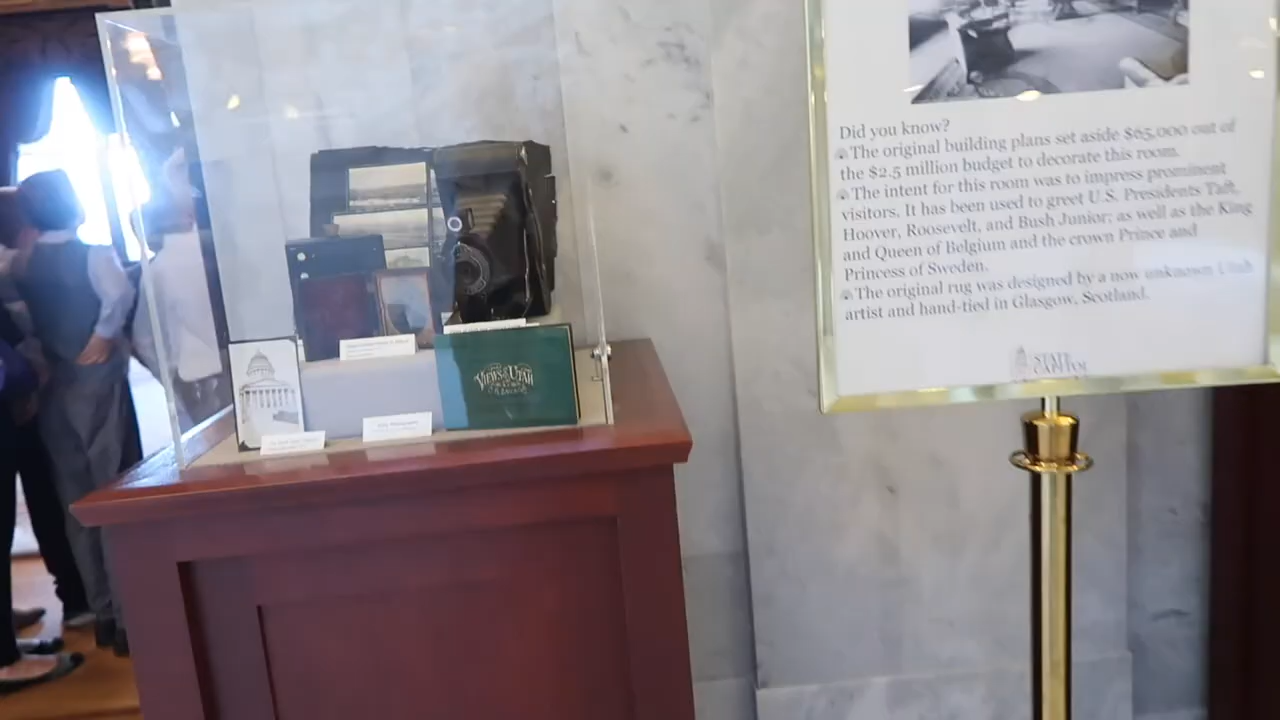 Did you know?
The original building plans set aside $65,000 out of
the $2.5 million budget to decorate this room.
The intent for this room was to impress prominent
visitors. It has been used to greet U.S. Presidents Taft,
Hoover, Roosevelt, and Bush Junior; as well as the King
and Queen of Belgium and the crown Prince and
Princess of Sweden.
The original rug was designed by a now unknown Utah
artist and hand-tied in Glasgow, Scotland.
STATE
CAPITOL
VIEWS of UTAH